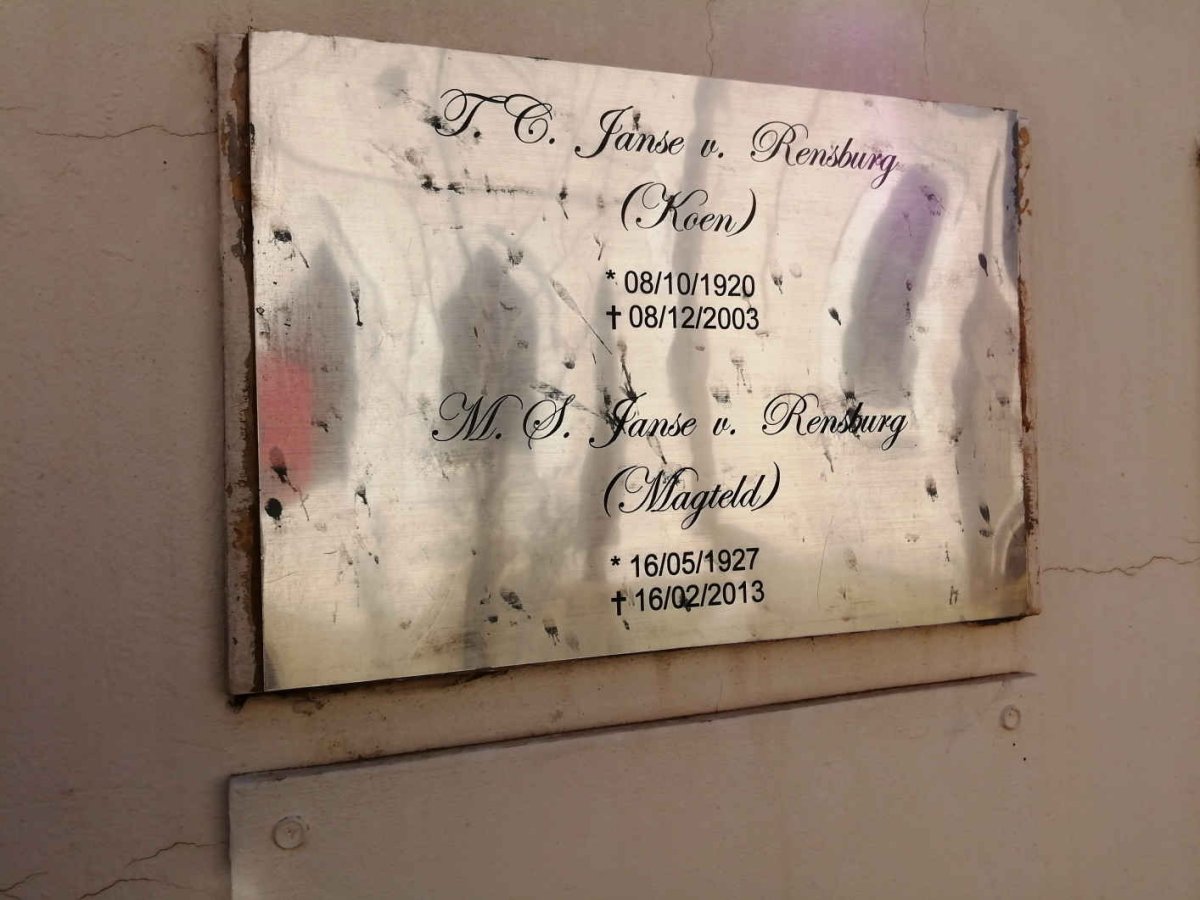 T. C. Janse v. Rensburg
(Koen)
* 08/10/1920
✝ 08/12/2003
M. S. Janse v. Rensburg
(Magteld)
* 16/05/1927
✝ 16/02/2013